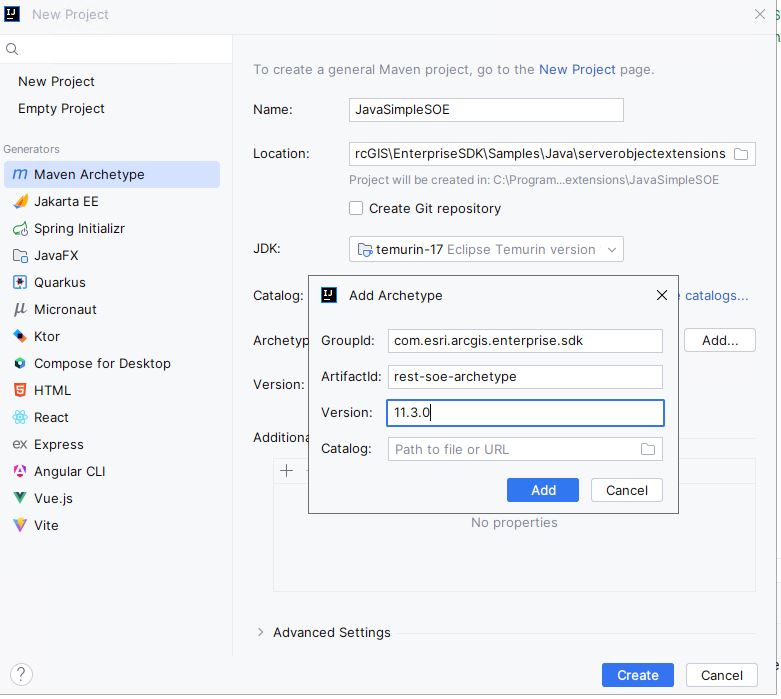 New Project
To create a general Maven project, go to the New Project page.
New Project
Empty Project
Name: JavaSimpleSOE
Generators
Location: rcGIS\EnterpriseSDK\Samples\Java\serverobjectextensions
Maven Archetype
Project will be created in: C:\Program...extensions\JavaSimpleSOE
Jakarta EE
Create Git repository
Spring Initializr
JDK: temurin-17 Eclipse Temurin version
JavaFX
Quarkus
Micronaut
Ktor
Compose for Desktop
HTML
React
Express
Angular CLI
Vue.js
Vite
Catalog: catalogs...
Archetyp Add...
Version:
Additiona
Add Archetype
GroupId: com.esri.arcgis.enterprise.sdk
ArtifactId: rest-soe-archetype
Version: 11.3.0
Catalog: Path to file or URL
Add Cancel
No properties
Advanced Settings
? Create Cancel